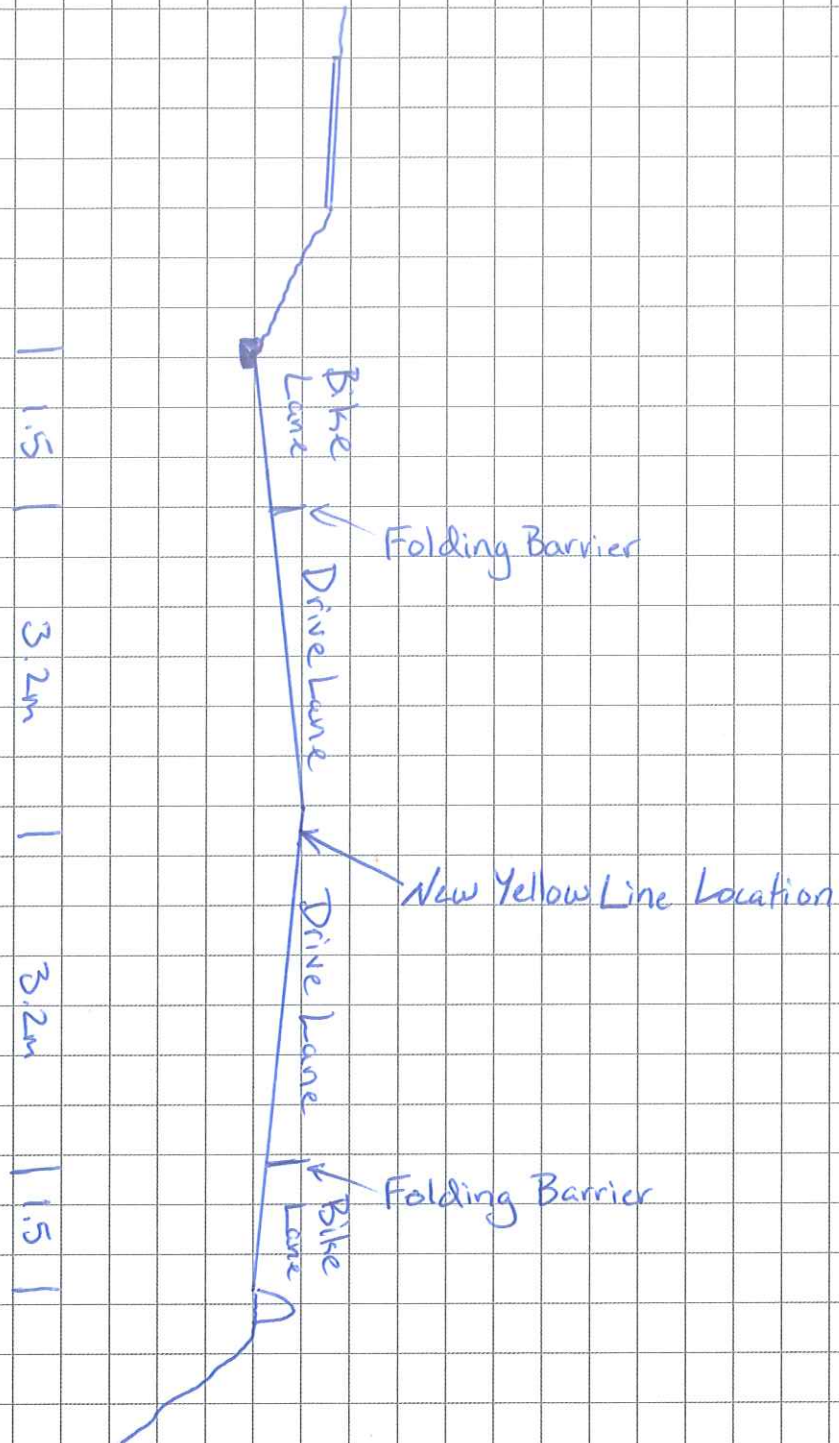 Bike
Lane
Folding Barrier
Drive Lane
New Yellow Line Location
Drive Lane
Folding Barrier
Bike
Lane
1.5
3.2m
3.2m
1.5